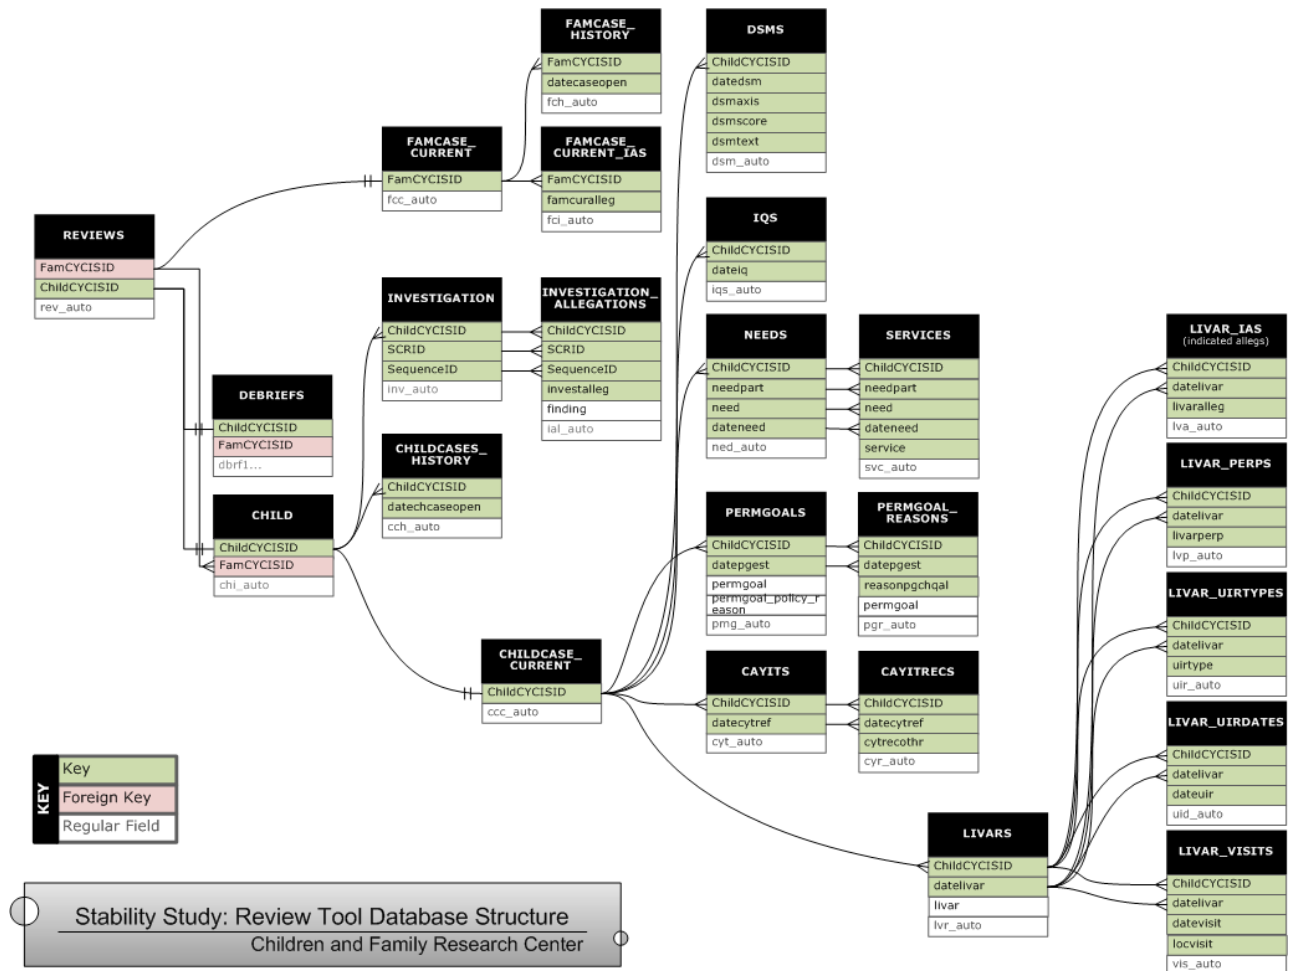 FAMCASE_
HISTORY
FamCYCISID
datecaseopen
fch_auto
DSMS
ChildCYCISID
datedsm
dsmaxis
dsmscore
dsmtext
dsm_auto
FAMCASE_
CURRENT
FamCYCISID
fcc_auto
FAMCASE_
CURRENT_IAS
FamCYCISID
famcuralleg
fci_auto
IQS
ChildCYCISID
dateiq
iqs_auto
REVIEWS
FamCYCISID
ChildCYCISID
rev_auto
INVESTIGATION
ChildCYCISID
SCRID
SequenceID
inv_auto
INVESTIGATION_
ALLEGATIONS
ChildCYCISID
SCRID
SequenceID
investalleg
finding
ial_auto
NEEDS
ChildCYCISID
needpart
need
dateneed
ned_auto
SERVICES
ChildCYCISID
needpart
need
dateneed
service
svc_auto
LIVAR_IAS
(indicated allegs)
ChildCYCISID
datelivar
livaralleg
lva_auto
DEBRIEFS
ChildCYCISID
FamCYCISID
dbrf1...
CHILDCASES_
HISTORY
ChildCYCISID
datechcaseopen
cch_auto
LIVAR_PERPS
ChildCYCISID
datelivar
livarperp
lvp_auto
CHILD
ChildCYCISID
FamCYCISID
chi_auto
PERMGOALS
ChildCYCISID
datepgest
permgoal
permgoal_policy_r
eason
pmg_auto
PERMGOAL_
REASONS
ChildCYCISID
datepgest
reasonpgchqal
permgoal
pgr_auto
LIVAR_UIRTYPES
ChildCYCISID
datelivar
uirtype
uir_auto
CHILDCASE_
CURRENT
ChildCYCISID
ccc_auto
CAYITS
ChildCYCISID
datecytref
cyt_auto
CAYITRECS
ChildCYCISID
datecytref
cytrecothr
cyr_auto
LIVAR_UIRDATES
ChildCYCISID
datelivar
dateuir
uid_auto
KEY
Key
Foreign Key
Regular Field
LIVARS
ChildCYCISID
datelivar
livar
lvr_auto
LIVAR_VISITS
ChildCYCISID
datelivar
datevisit
locvisit
vis_auto
Stability Study: Review Tool Database Structure
Children and Family Research Center